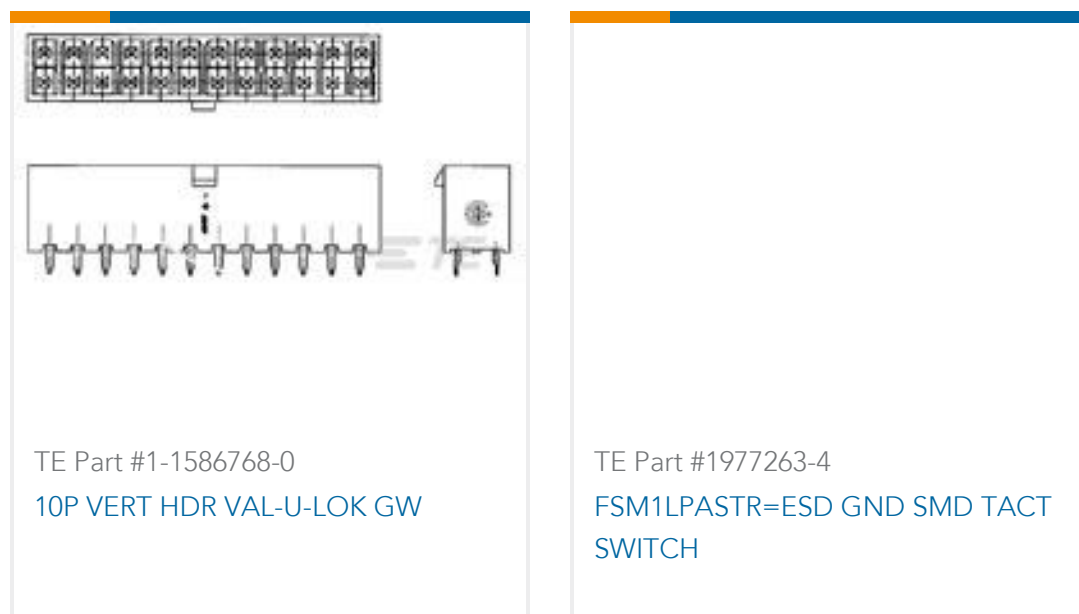 TE Part #1-1586768-0
10P VERT HDR VAL-U-LOK GW
TE Part #1977263-4
FSM1LPASTR=ESD GND SMD TACT
SWITCH